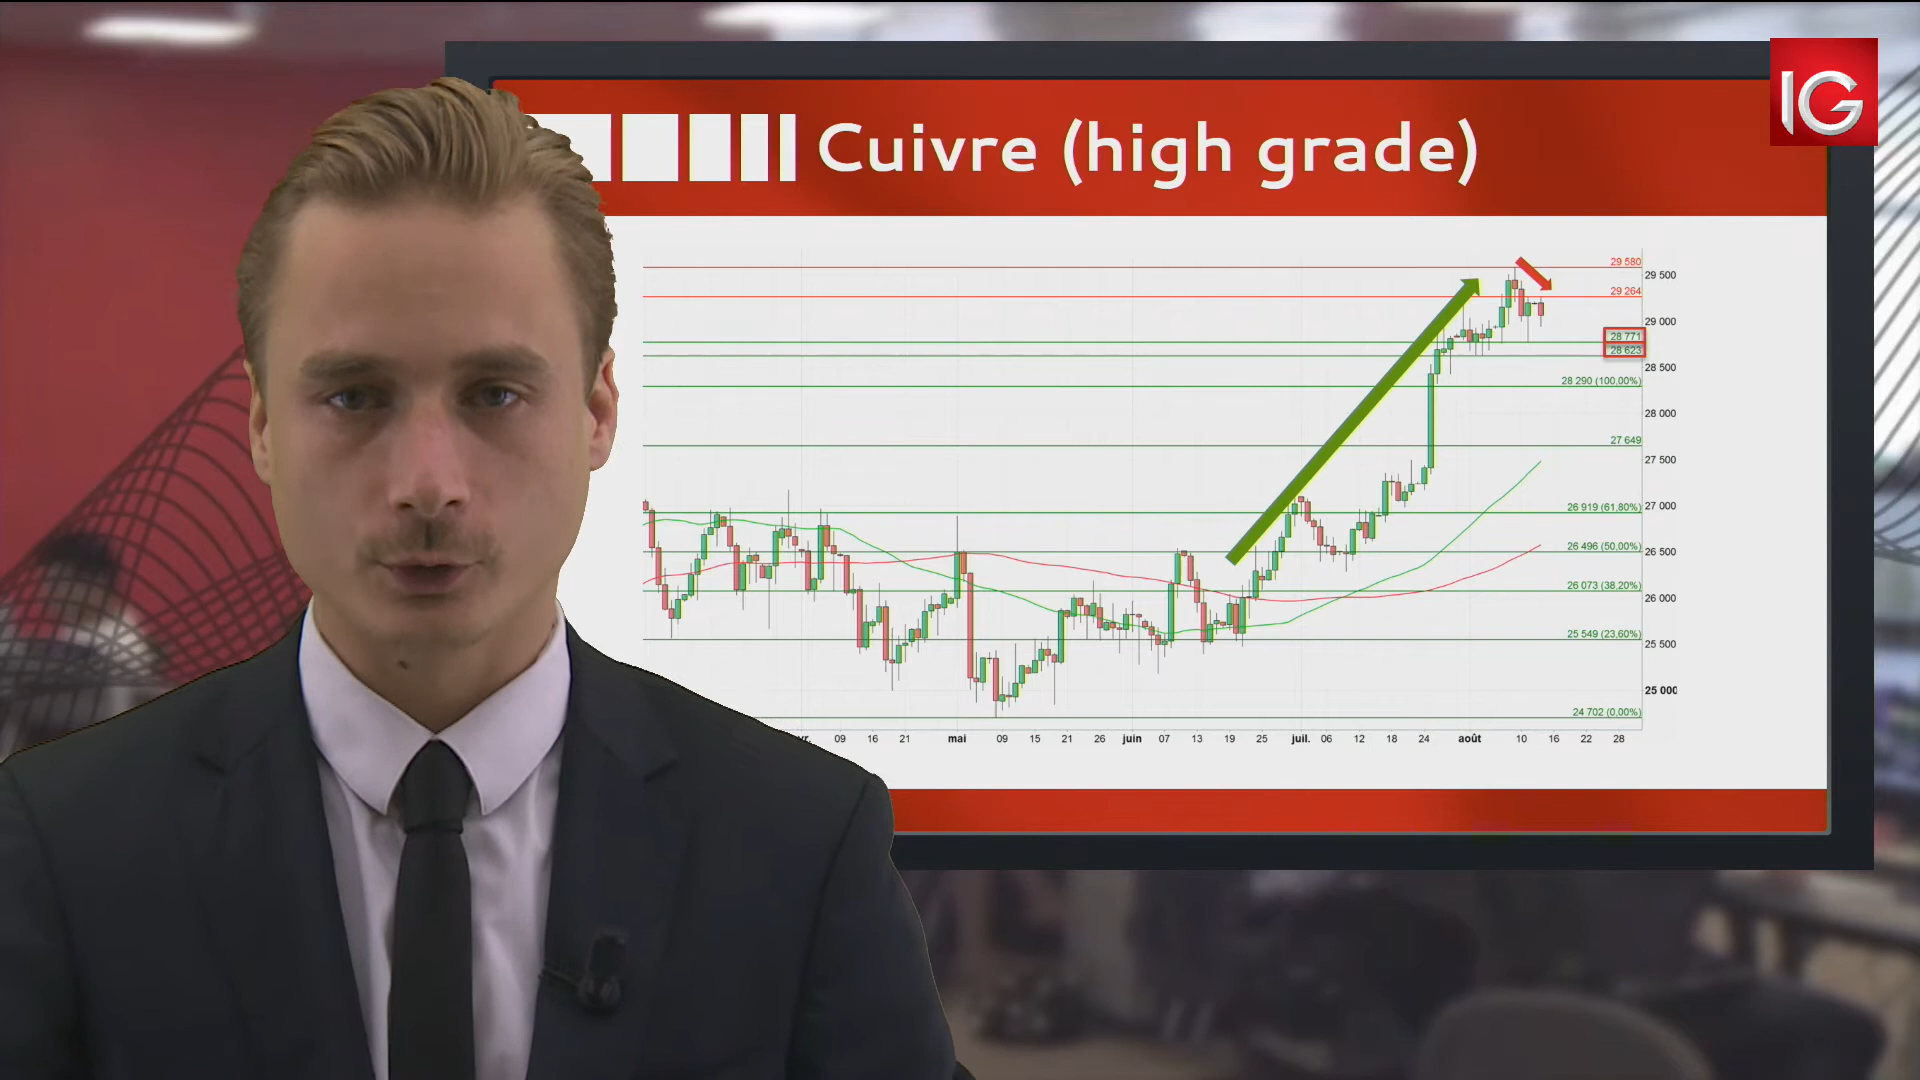 IG
Cuivre (high grade)
29 580
29 500
29 264
29 000
28 771
28 623
28 500
28 290 (100,00%)
28 000
27 649
27 500
27 000
26 919 (61,80%)
26 500
26 496 (50,00%)
26 073 (38,20%)
26 000
25 549 (23,60%)
25 500
25 000
24 702 (0,00%)
09 16 21 mai 09 15 21 26 juin 07 13 19 25 juil. 06 12 18 24 août 10 16 22 28